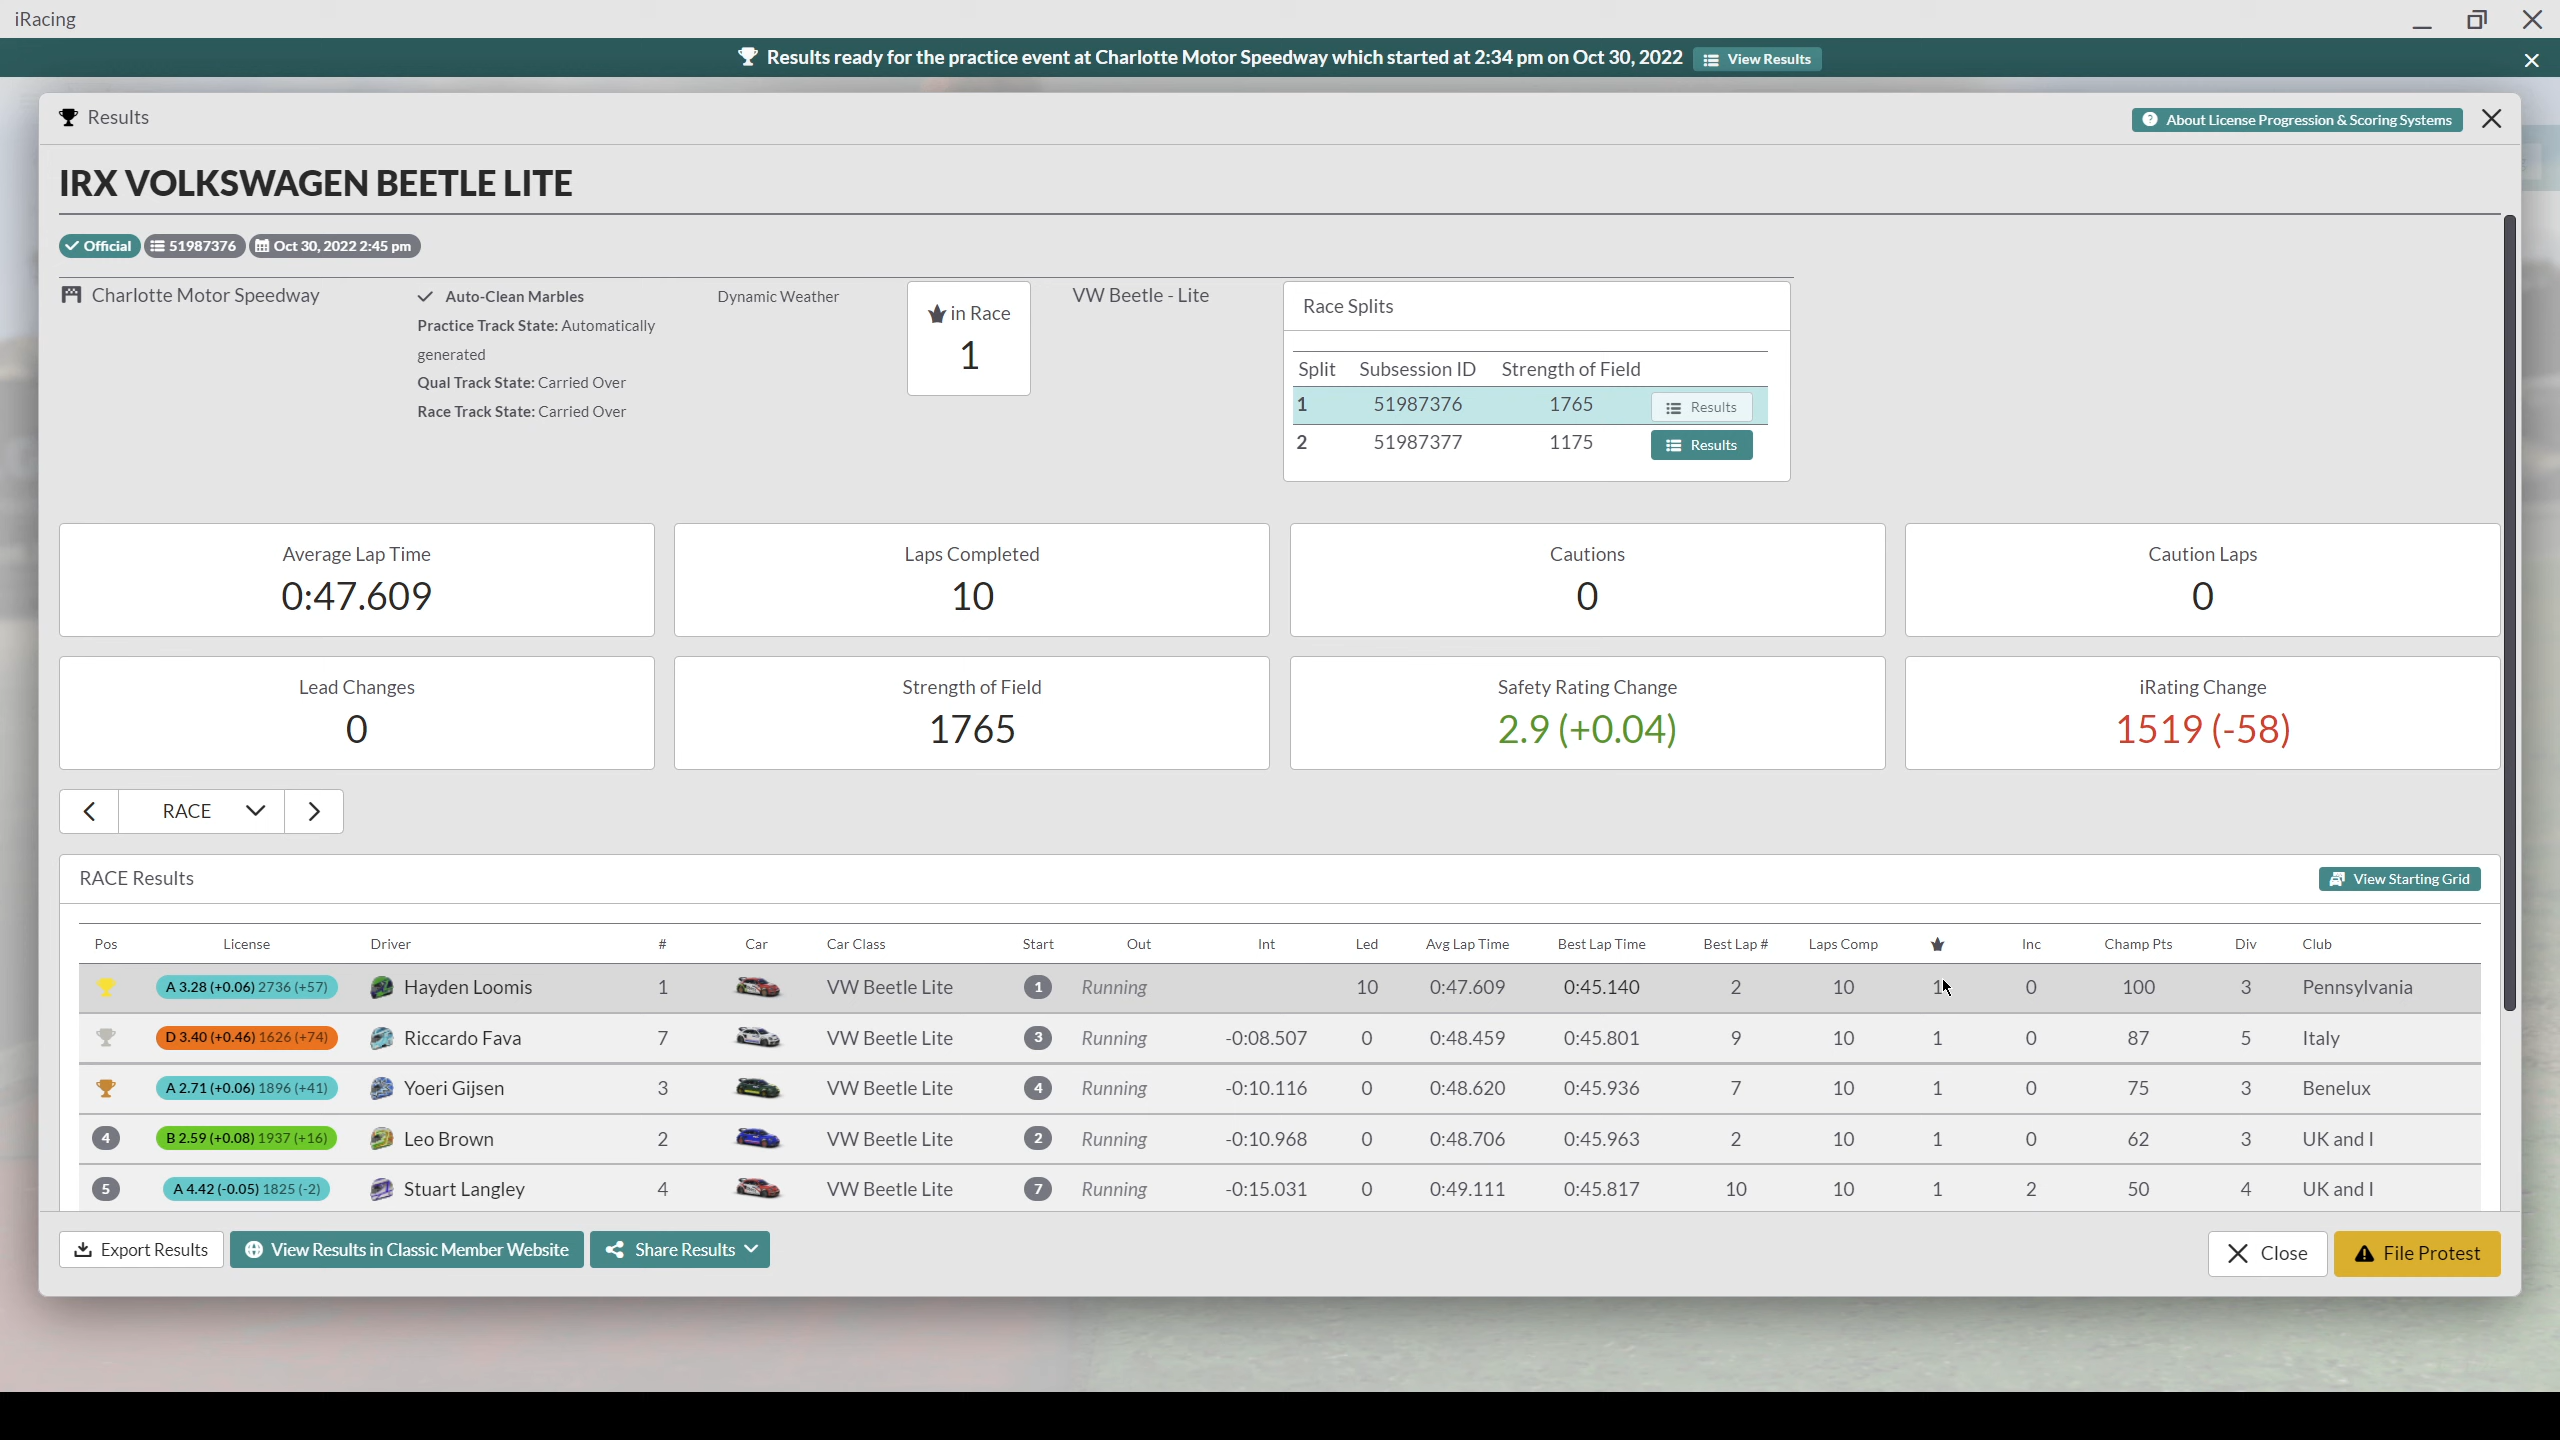 iRacing
Results ready for the practice event at Charlotte Motor Speedway which started at 2:34 pm on Oct 30, 2022 View Results
Results About License Progression & Scoring Systems
IRX VOLKSWAGEN BEETLE LITE
Official 51987376 Oct 30, 2022 2:45 pm
Charlotte Motor Speedway
Auto-Clean Marbles
Practice Track State: Automatically
generated
Qual Track State: Carried Over
Race Track State: Carried Over
Dynamic Weather
in Race
1
VW Beetle - Lite
Race Splits
Split Subsession ID Strength of Field
1 51987376 1765 Results
2 51987377 1175 Results
Average Lap Time
0:47.609
Laps Completed
10
Cautions
0
Caution Laps
0
Lead Changes
0
Strength of Field
1765
Safety Rating Change
2.9 (+0.04)
iRating Change
1519 (-58)
RACE
RACE Results View Starting Grid
Pos License Driver # Car Car Class Start Out Int Led Avg Lap Time Best Lap Time Best Lap # Laps Comp Inc Champ Pts Div Club
A 3.28 (+0.06) 2736 (+57) Hayden Loomis 1 VW Beetle Lite 1 Running 10 0:47.609 0:45.140 2 10 1 0 100 3 Pennsylvania
D 3.40 (+0.46) 1626 (+74) Riccardo Fava 7 VW Beetle Lite 3 Running -0:08.507 0 0:48.459 0:45.801 9 10 1 0 87 5 Italy
A 2.71 (+0.06) 1896 (+41) Yoeri Gijsen 3 VW Beetle Lite 4 Running -0:10.116 0 0:48.620 0:45.936 7 10 1 0 75 3 Benelux
4 B 2.59 (+0.08) 1937 (+16) Leo Brown 2 VW Beetle Lite 2 Running -0:10.968 0 0:48.706 0:45.963 2 10 1 0 62 3 UK and I
5 A 4.42 (-0.05) 1825 (-2) Stuart Langley 4 VW Beetle Lite 7 Running -0:15.031 0 0:49.111 0:45.817 10 10 1 2 50 4 UK and I
Export Results View Results in Classic Member Website Share Results Close File Protest